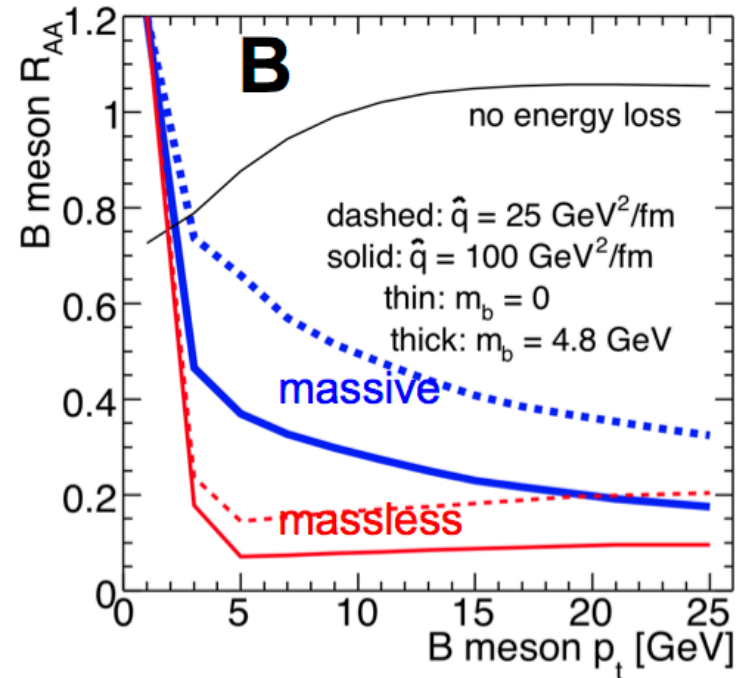 B meson R_AA
1.2
1
0.8
0.6
0.4
0.2
0
B
no energy loss
dashed: q̂ = 25 GeV²/fm
solid: q̂ = 100 GeV²/fm
thin: m_b = 0
thick: m_b = 4.8 GeV
massive
massless
0 5 10 15 20 25
B meson p_t [GeV]